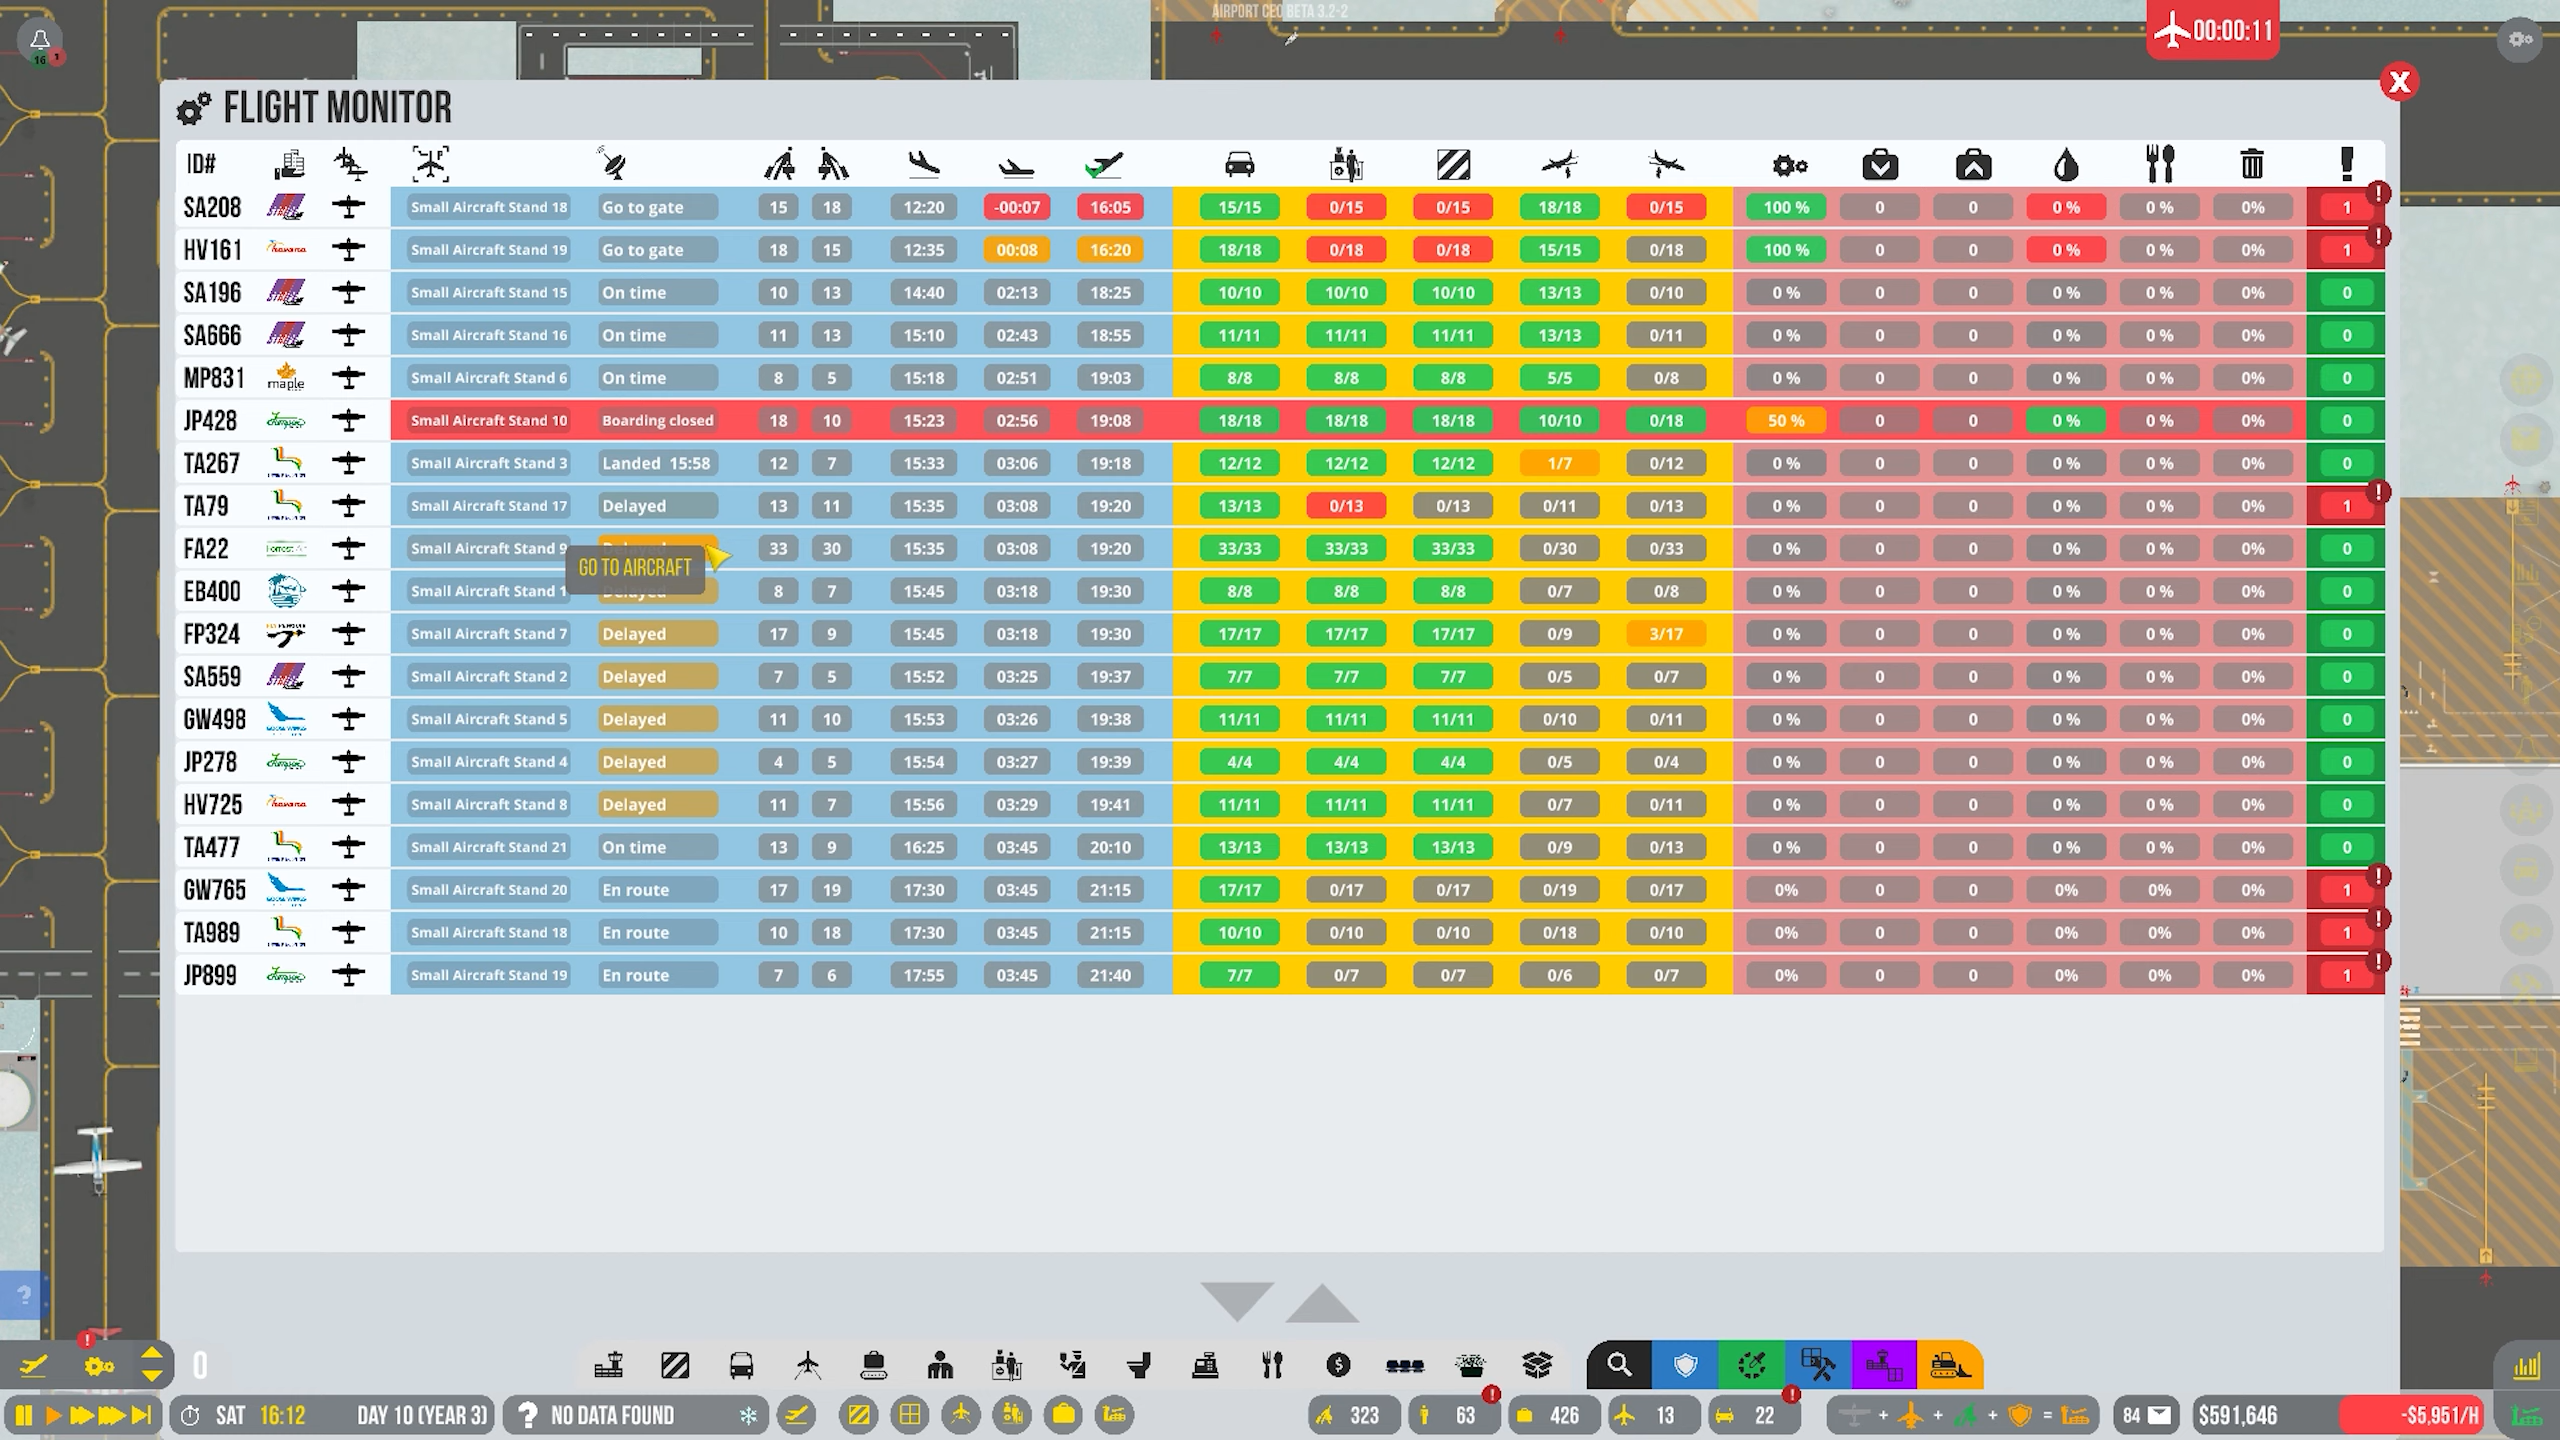 AIRPORT CEO BETA 3.2-2
00:00:11
16 1
X
FLIGHT MONITOR
ID#
SA208 Small Aircraft Stand 18 Go to gate 15 18 12:20 -00:07 16:05 15/15 0/15 0/15 18/18 0/15 100 % 0 0 0 % 0 % 0% 1 !
HV161 Small Aircraft Stand 19 Go to gate 18 15 12:35 00:08 16:20 18/18 0/18 0/18 15/15 0/18 100 % 0 0 0 % 0 % 0% 1 !
SA196 Small Aircraft Stand 15 On time 10 13 14:40 02:13 18:25 10/10 10/10 10/10 13/13 0/10 0 % 0 0 0 % 0 % 0% 0
SA666 Small Aircraft Stand 16 On time 11 13 15:10 02:43 18:55 11/11 11/11 11/11 13/13 0/11 0 % 0 0 0 % 0 % 0% 0
MP831 maple Small Aircraft Stand 6 On time 8 5 15:18 02:51 19:03 8/8 8/8 8/8 5/5 0/8 0 % 0 0 0 % 0 % 0% 0
JP428 Small Aircraft Stand 10 Boarding closed 18 10 15:23 02:56 19:08 18/18 18/18 18/18 10/10 0/18 50 % 0 0 0 % 0 % 0% 0
TA267 Small Aircraft Stand 3 Landed 15:58 12 7 15:33 03:06 19:18 12/12 12/12 12/12 1/7 0/12 0 % 0 0 0 % 0 % 0% 0
TA79 Small Aircraft Stand 17 Delayed 13 11 15:35 03:08 19:20 13/13 0/13 0/13 0/11 0/13 0 % 0 0 0 % 0 % 0% 1 !
FA22 Small Aircraft Stand 9 Delayed 33 30 15:35 03:08 19:20 33/33 33/33 33/33 0/30 0/33 0 % 0 0 0 % 0 % 0% 0
GO TO AIRCRAFT
EB400 Small Aircraft Stand 1 Delayed 8 7 15:45 03:18 19:30 8/8 8/8 8/8 0/7 0/8 0 % 0 0 0 % 0 % 0% 0
FP324 Small Aircraft Stand 7 Delayed 17 9 15:45 03:18 19:30 17/17 17/17 17/17 0/9 3/17 0 % 0 0 0 % 0 % 0% 0
SA559 Small Aircraft Stand 2 Delayed 7 5 15:52 03:25 19:37 7/7 7/7 7/7 0/5 0/7 0 % 0 0 0 % 0 % 0% 0
GW498 Small Aircraft Stand 5 Delayed 11 10 15:53 03:26 19:38 11/11 11/11 11/11 0/10 0/11 0 % 0 0 0 % 0 % 0% 0
JP278 Small Aircraft Stand 4 Delayed 4 5 15:54 03:27 19:39 4/4 4/4 4/4 0/5 0/4 0 % 0 0 0 % 0 % 0% 0
HV725 Small Aircraft Stand 8 Delayed 11 7 15:56 03:29 19:41 11/11 11/11 11/11 0/7 0/11 0 % 0 0 0 % 0 % 0% 0
TA477 Small Aircraft Stand 21 On time 13 9 16:25 03:45 20:10 13/13 13/13 13/13 0/9 0/13 0 % 0 0 0 % 0 % 0% 0
GW765 Small Aircraft Stand 20 En route 17 19 17:30 03:45 21:15 17/17 0/17 0/17 0/19 0/17 0% 0 0 0% 0% 0% 1 !
TA989 Small Aircraft Stand 18 En route 10 18 17:30 03:45 21:15 10/10 0/10 0/10 0/18 0/10 0% 0 0 0% 0% 0% 1 !
JP899 Small Aircraft Stand 19 En route 7 6 17:55 03:45 21:40 7/7 0/7 0/7 0/6 0/7 0% 0 0 0% 0% 0% 1 !
?
0
SAT 16:12 DAY 10 (YEAR 3) ? NO DATA FOUND 323 63 426 13 22 + + + = 84 $591,646 -$5,951/H